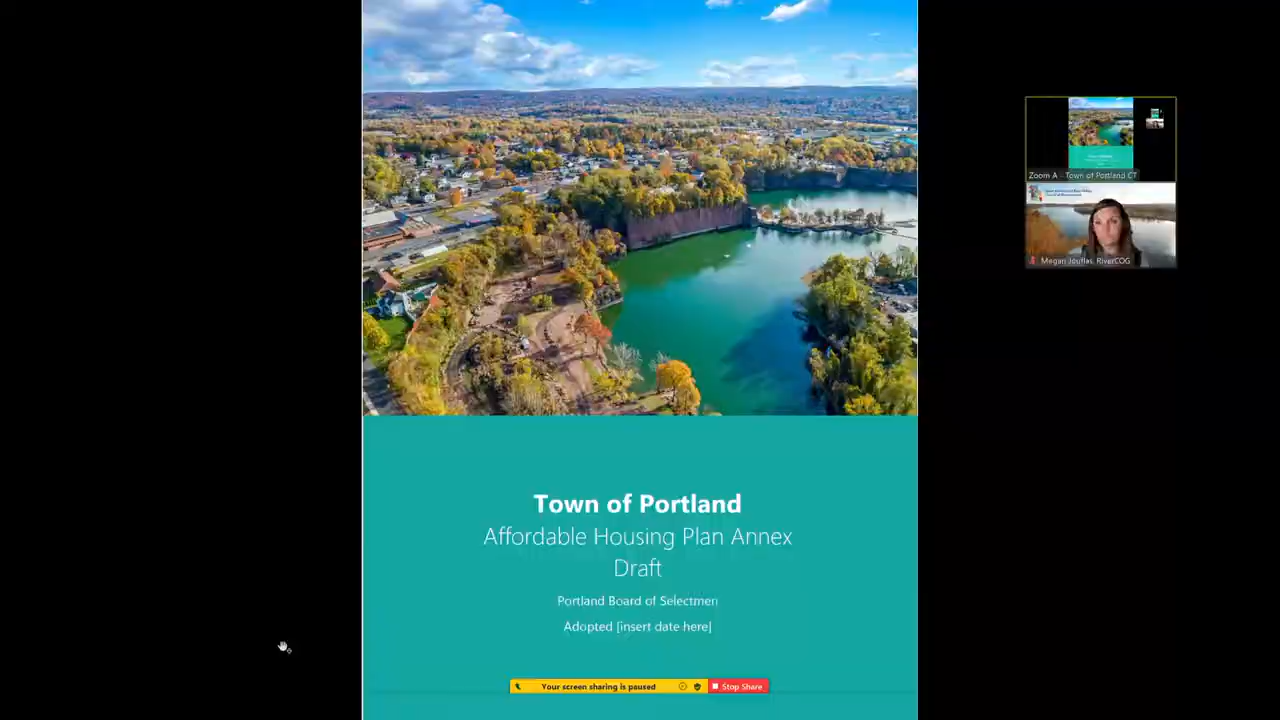 Town of Portland
Affordable Housing Plan Annex
Draft
Portland Board of Selectmen
Adopted [insert date here]
Your screen sharing is paused
Stop Share
Zoom A - Town of Portland CT
Megan Jouflas, RiverCOG